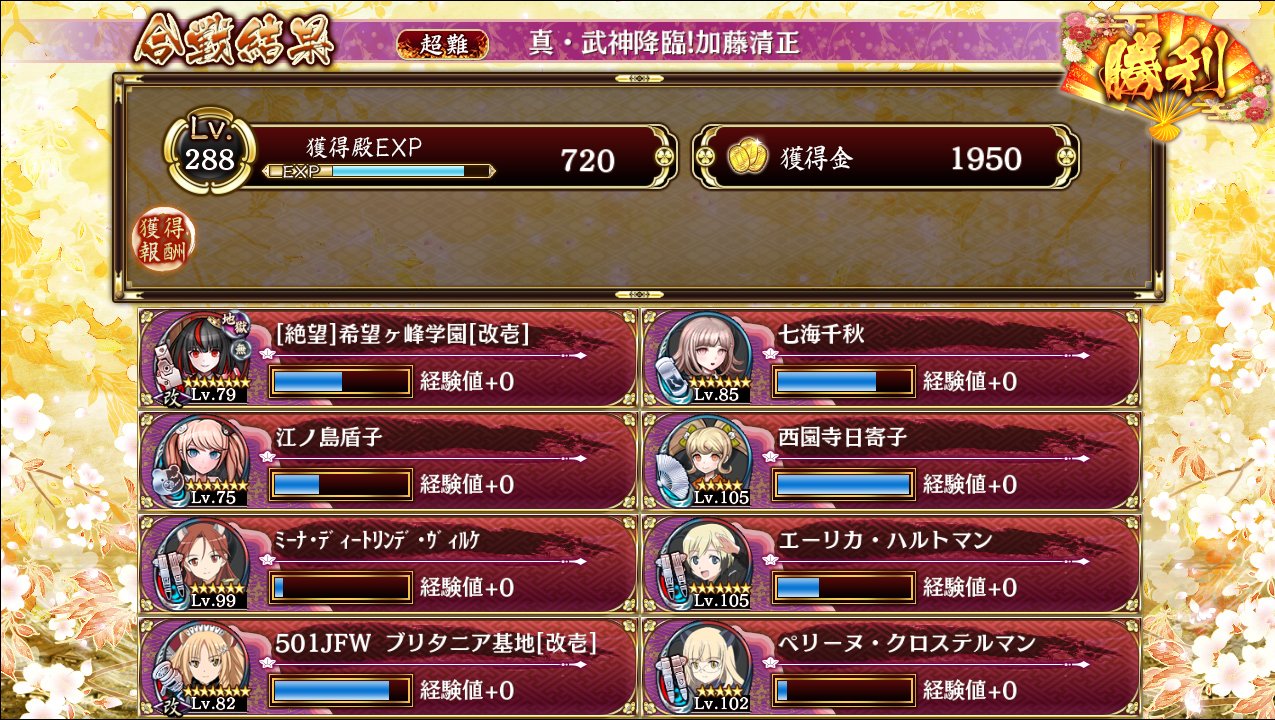 合戦結果
超難
真・武神降臨!加藤清正
勝利
Lv.
288
獲得殿EXP
EXP
720
獲得金
1950
獲得
報酬
地獄
無
[絶望]希望ヶ峰学園[改壱]
改
Lv.79
経験値+0
七海千秋
Lv.85
経験値+0
江ノ島盾子
Lv.75
経験値+0
西園寺日寄子
Lv.105
経験値+0
ミーナ・ディートリンデ・ヴィルケ
Lv.99
経験値+0
エーリカ・ハルトマン
Lv.105
経験値+0
501JFW ブリタニア基地[改壱]
改
Lv.82
経験値+0
ペリーヌ・クロステルマン
Lv.102
経験値+0